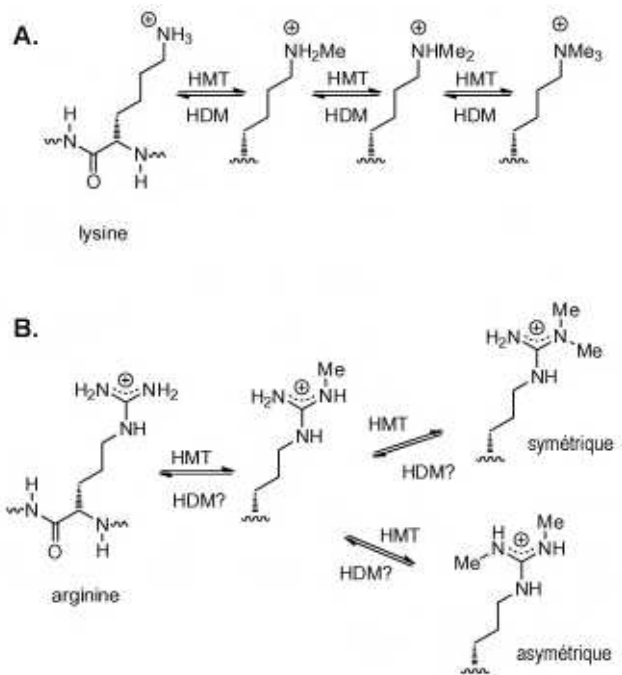 A.
⊕
NH3
HMT
HDM
⊕
NH2Me
HMT
HDM
⊕
NHMe2
HMT
HDM
⊕
NMe3
H
N
O
N
H
lysine
B.
H2N ⊕ NH2
NH
H
N
O
N
H
arginine
HMT
HDM?
Me
H2N ⊕ NH
NH
HMT
HDM?
Me
H2N ⊕ N
Me
NH
symétrique
HMT
HDM?
H
N ⊕ NH
Me
Me
NH
asymétrique